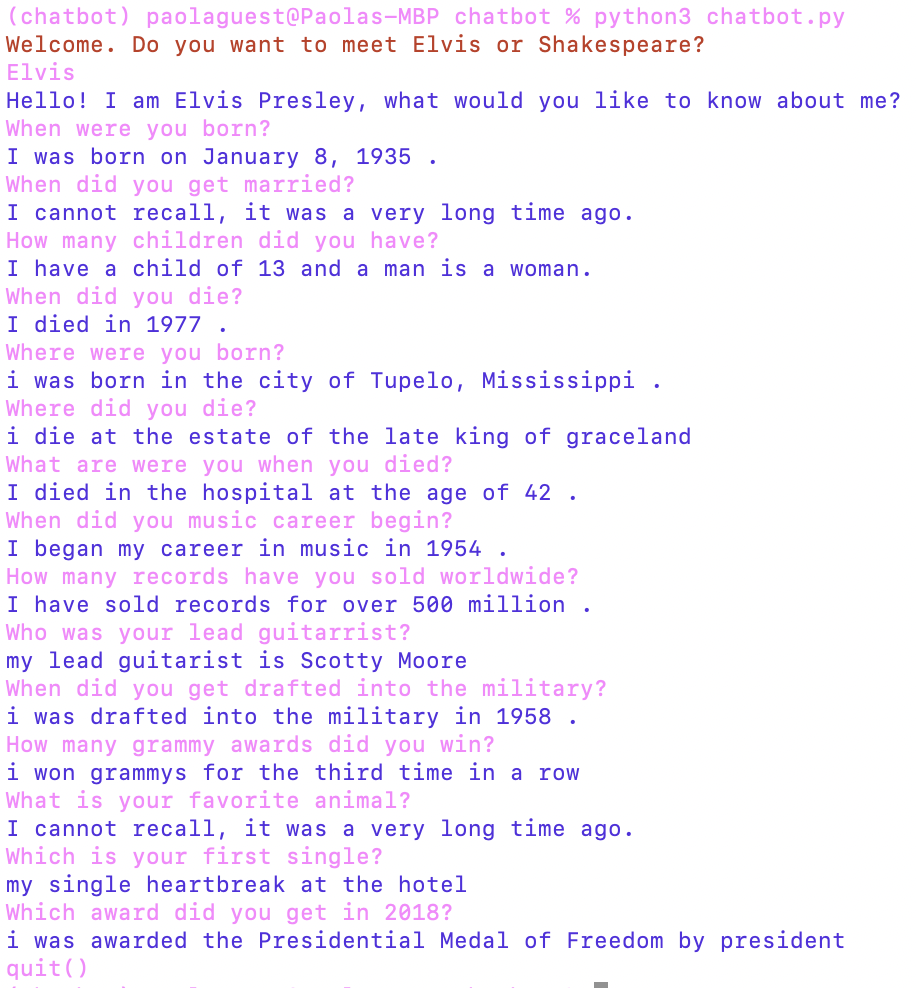 (chatbot) paolaguest@Paolas-MBP chatbot % python3 chatbot.py
Welcome. Do you want to meet Elvis or Shakespeare?
Elvis
Hello! I am Elvis Presley, what would you like to know about me?
When were you born?
I was born on January 8, 1935 .
When did you get married?
I cannot recall, it was a very long time ago.
How many children did you have?
I have a child of 13 and a man is a woman.
When did you die?
I died in 1977 .
Where were you born?
i was born in the city of Tupelo, Mississippi .
Where did you die?
i die at the estate of the late king of graceland
What are were you when you died?
I died in the hospital at the age of 42 .
When did you music career begin?
I began my career in music in 1954 .
How many records have you sold worldwide?
I have sold records for over 500 million .
Who was your lead guitarrist?
my lead guitarist is Scotty Moore
When did you get drafted into the military?
i was drafted into the military in 1958 .
How many grammy awards did you win?
i won grammys for the third time in a row
What is your favorite animal?
I cannot recall, it was a very long time ago.
Which is your first single?
my single heartbreak at the hotel
Which award did you get in 2018?
i was awarded the Presidential Medal of Freedom by president
quit()